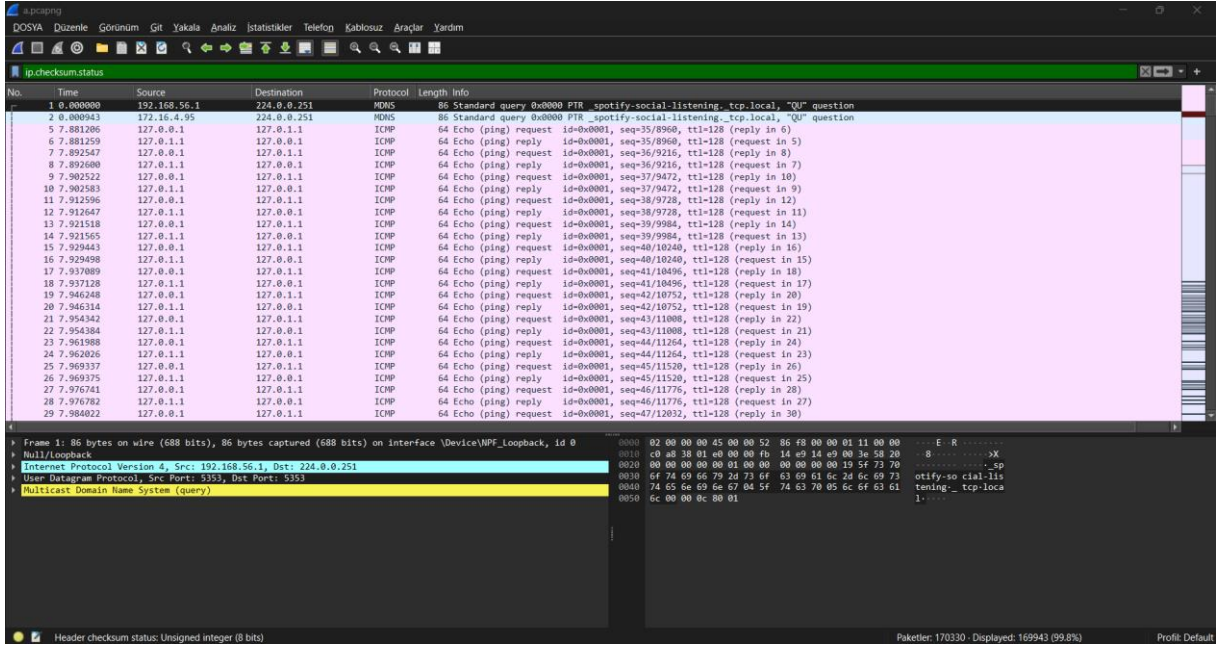 a.pcapng
DOSYA Düzenle Görünüm Git Yakala Analiz İstatistikler Telefon Kablosuz Araçlar Yardım
ip.checksum.status
No. Time Source Destination Protocol Length Info
1 0.000000 192.168.56.1 224.0.0.251 MDNS 86 Standard query 0x0000 PTR _spotify-social-listening._tcp.local, "QU" question
2 0.000943 172.16.4.95 224.0.0.251 MDNS 86 Standard query 0x0000 PTR _spotify-social-listening._tcp.local, "QU" question
5 7.881206 127.0.0.1 127.0.1.1 ICMP 64 Echo (ping) request id=0x0001, seq=35/8960, ttl=128 (reply in 6)
6 7.881259 127.0.1.1 127.0.0.1 ICMP 64 Echo (ping) reply id=0x0001, seq=35/8960, ttl=128 (request in 5)
7 7.892547 127.0.0.1 127.0.1.1 ICMP 64 Echo (ping) request id=0x0001, seq=36/9216, ttl=128 (reply in 8)
8 7.892600 127.0.1.1 127.0.0.1 ICMP 64 Echo (ping) reply id=0x0001, seq=36/9216, ttl=128 (request in 7)
9 7.902522 127.0.0.1 127.0.1.1 ICMP 64 Echo (ping) request id=0x0001, seq=37/9472, ttl=128 (reply in 10)
10 7.902583 127.0.1.1 127.0.0.1 ICMP 64 Echo (ping) reply id=0x0001, seq=37/9472, ttl=128 (request in 9)
11 7.912596 127.0.0.1 127.0.1.1 ICMP 64 Echo (ping) request id=0x0001, seq=38/9728, ttl=128 (reply in 12)
12 7.912647 127.0.1.1 127.0.0.1 ICMP 64 Echo (ping) reply id=0x0001, seq=38/9728, ttl=128 (request in 11)
13 7.921518 127.0.0.1 127.0.1.1 ICMP 64 Echo (ping) request id=0x0001, seq=39/9984, ttl=128 (reply in 14)
14 7.921565 127.0.1.1 127.0.0.1 ICMP 64 Echo (ping) reply id=0x0001, seq=39/9984, ttl=128 (request in 13)
15 7.929443 127.0.0.1 127.0.1.1 ICMP 64 Echo (ping) request id=0x0001, seq=40/10240, ttl=128 (reply in 16)
16 7.929498 127.0.1.1 127.0.0.1 ICMP 64 Echo (ping) reply id=0x0001, seq=40/10240, ttl=128 (request in 15)
17 7.937089 127.0.0.1 127.0.1.1 ICMP 64 Echo (ping) request id=0x0001, seq=41/10496, ttl=128 (reply in 18)
18 7.937128 127.0.1.1 127.0.0.1 ICMP 64 Echo (ping) reply id=0x0001, seq=41/10496, ttl=128 (request in 17)
19 7.946248 127.0.0.1 127.0.1.1 ICMP 64 Echo (ping) request id=0x0001, seq=42/10752, ttl=128 (reply in 20)
20 7.946314 127.0.1.1 127.0.0.1 ICMP 64 Echo (ping) reply id=0x0001, seq=42/10752, ttl=128 (request in 19)
21 7.954342 127.0.0.1 127.0.1.1 ICMP 64 Echo (ping) request id=0x0001, seq=43/11008, ttl=128 (reply in 22)
22 7.954384 127.0.1.1 127.0.0.1 ICMP 64 Echo (ping) reply id=0x0001, seq=43/11008, ttl=128 (request in 21)
23 7.961988 127.0.0.1 127.0.1.1 ICMP 64 Echo (ping) request id=0x0001, seq=44/11264, ttl=128 (reply in 24)
24 7.962026 127.0.1.1 127.0.0.1 ICMP 64 Echo (ping) reply id=0x0001, seq=44/11264, ttl=128 (request in 23)
25 7.969337 127.0.0.1 127.0.1.1 ICMP 64 Echo (ping) request id=0x0001, seq=45/11520, ttl=128 (reply in 26)
26 7.969375 127.0.1.1 127.0.0.1 ICMP 64 Echo (ping) reply id=0x0001, seq=45/11520, ttl=128 (request in 25)
27 7.976741 127.0.0.1 127.0.1.1 ICMP 64 Echo (ping) request id=0x0001, seq=46/11776, ttl=128 (reply in 28)
28 7.976782 127.0.1.1 127.0.0.1 ICMP 64 Echo (ping) reply id=0x0001, seq=46/11776, ttl=128 (request in 27)
29 7.984022 127.0.0.1 127.0.1.1 ICMP 64 Echo (ping) request id=0x0001, seq=47/12032, ttl=128 (reply in 30)
Frame 1: 86 bytes on wire (688 bits), 86 bytes captured (688 bits) on interface \Device\NPF_Loopback, id 0
Internet Protocol Version 4, Src: 192.168.56.1, Dst: 224.0.0.251
User Datagram Protocol, Src Port: 5353, Dst Port: 5353
Multicast Domain Name System (query)
0000 02 00 00 00 45 00 00 52 86 f8 00 00 01 11 00 00 ····E··R ········
0010 c0 a8 38 01 e0 00 00 fb 14 e9 14 e9 00 3e 58 20 ··8····· ·····>X
0020 00 00 00 00 00 01 00 00 00 00 00 00 19 5f 73 70 ········ ·····_sp
0030 6f 74 69 66 79 2d 73 6f 63 69 61 6c 2d 6c 69 73 otify-so cial-lis
0040 74 65 6e 69 6e 67 04 5f 74 63 70 05 6c 6f 63 61 tening·_ tcp·loca
0050 6c 00 00 0c 80 01 l·····
Header checksum status: Unsigned integer (8 bits)
Paketler: 170330 · Displayed: 169943 (99.8%)
Profil: Default